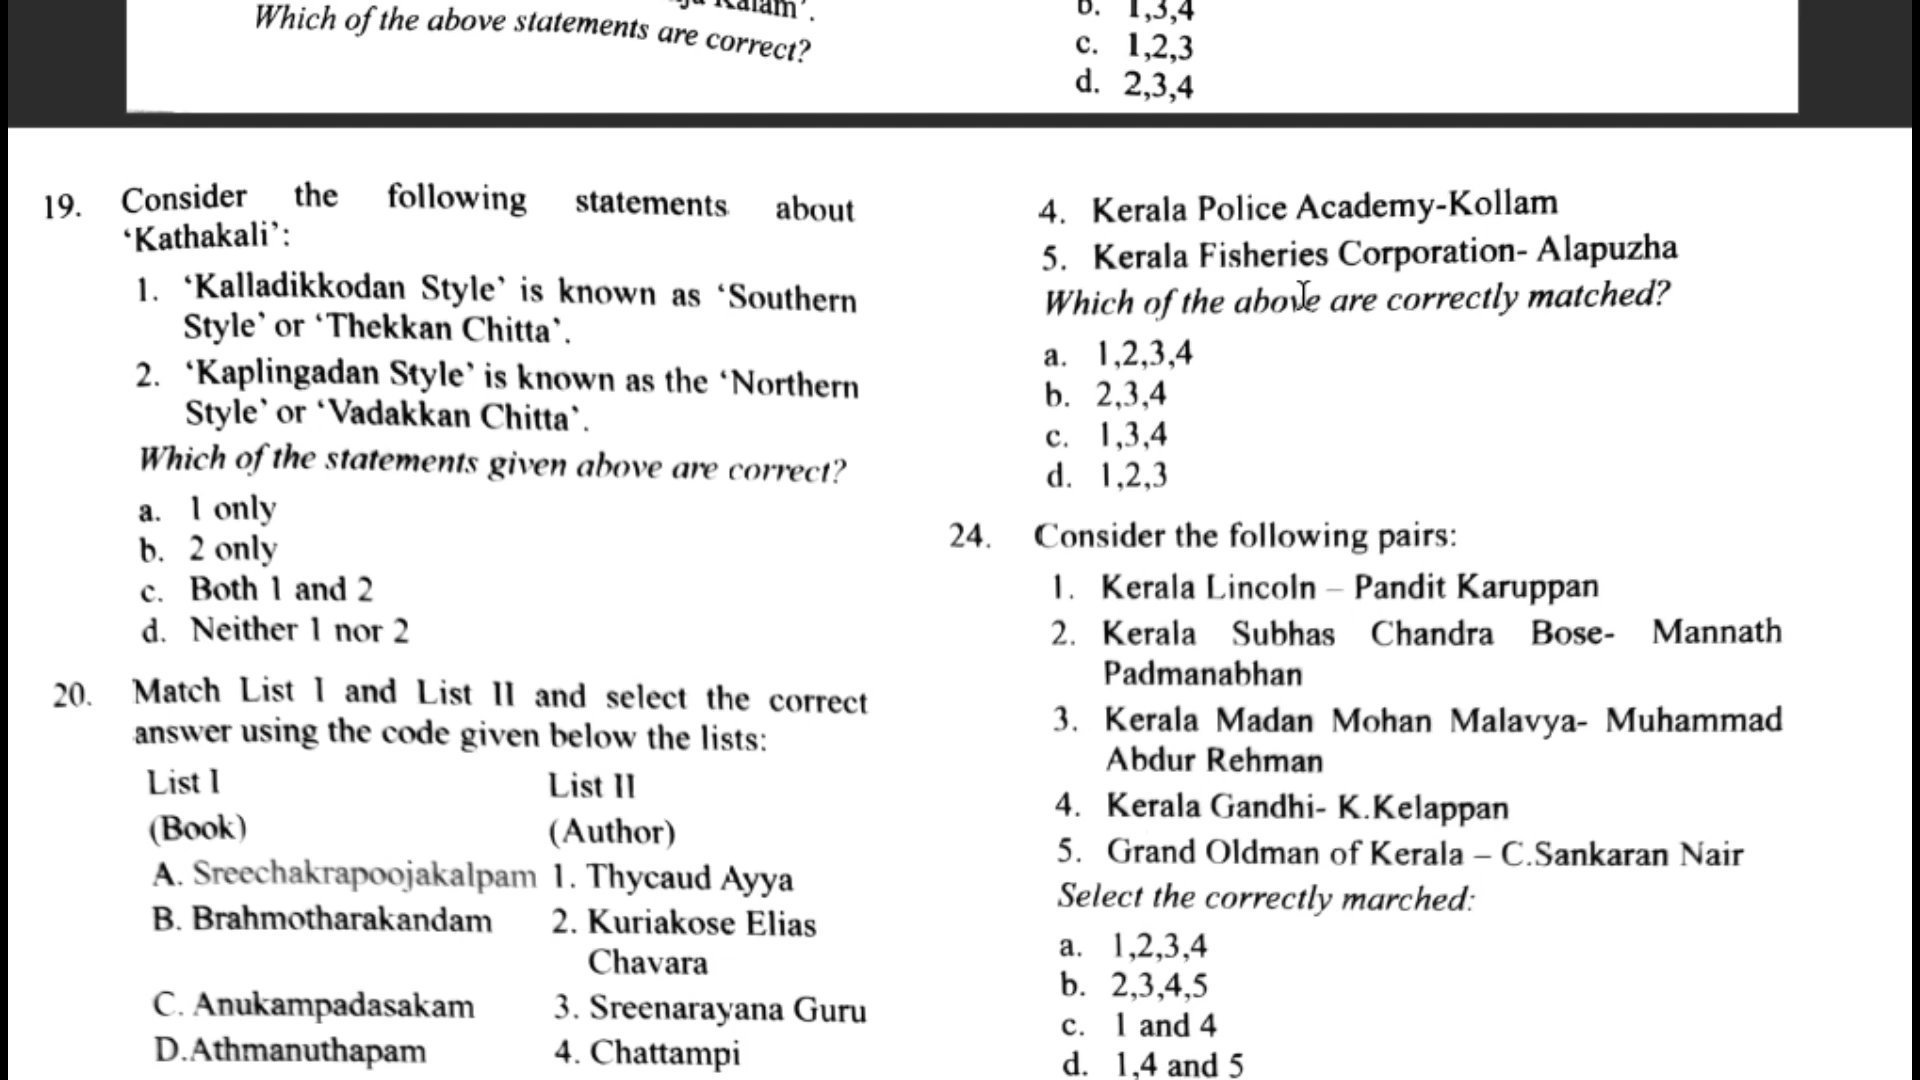 Which of the above statements are correct?
b. 1,3,4
c. 1,2,3
d. 2,3,4
19. Consider the following statements about
‘Kathakali’:
1. ‘Kalladikkodan Style’ is known as ‘Southern
Style’ or ‘Thekkan Chitta’.
2. ‘Kaplingadan Style’ is known as the ‘Northern
Style’ or ‘Vadakkan Chitta’.
Which of the statements given above are correct?
a. 1 only
b. 2 only
c. Both 1 and 2
d. Neither 1 nor 2
20. Match List I and List II and select the correct
answer using the code given below the lists:
List I List II
(Book) (Author)
A. Sreechakrapoojakalpam 1. Thycaud Ayya
B. Brahmotharakandam 2. Kuriakose Elias
Chavara
C. Anukampadasakam 3. Sreenarayana Guru
D.Athmanuthapam 4. Chattampi
4. Kerala Police Academy-Kollam
5. Kerala Fisheries Corporation- Alapuzha
Which of the above are correctly matched?
a. 1,2,3,4
b. 2,3,4
c. 1,3,4
d. 1,2,3
24. Consider the following pairs:
1. Kerala Lincoln – Pandit Karuppan
2. Kerala Subhas Chandra Bose- Mannath
Padmanabhan
3. Kerala Madan Mohan Malavya- Muhammad
Abdur Rehman
4. Kerala Gandhi- K.Kelappan
5. Grand Oldman of Kerala – C.Sankaran Nair
Select the correctly marched:
a. 1,2,3,4
b. 2,3,4,5
c. 1 and 4
d. 1,4 and 5